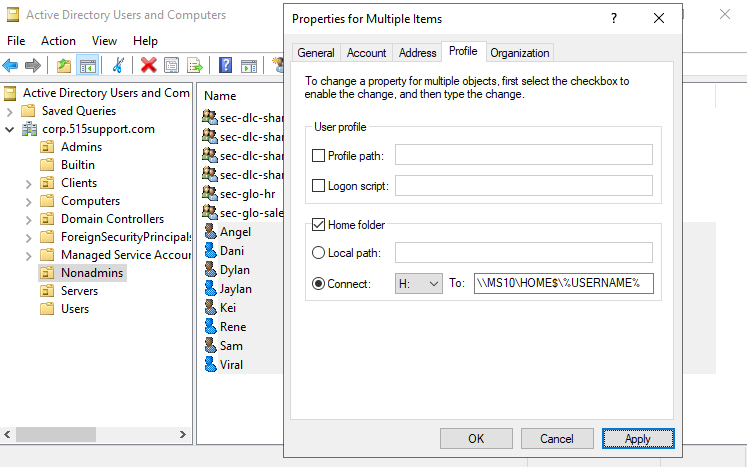 Active Directory Users and Computers
File Action View Help
Active Directory Users and Com
Saved Queries
corp.515support.com
Admins
Builtin
Clients
Computers
Domain Controllers
ForeignSecurityPrincipals
Managed Service Accour
Nonadmins
Servers
Users
Name
sec-dlc-shar
sec-dlc-shar
sec-dlc-shar
sec-dlc-shar
sec-glo-hr
sec-glo-sale
Angel
Dani
Dylan
Jaylan
Kei
Rene
Sam
Viral
Properties for Multiple Items
General Account Address Profile Organization
To change a property for multiple objects, first select the checkbox to
enable the change, and then type the change.
User profile
Profile path:
Logon script:
Home folder
Local path:
Connect: H: To: \\MS10\HOME$\%USERNAME%
OK Cancel Apply